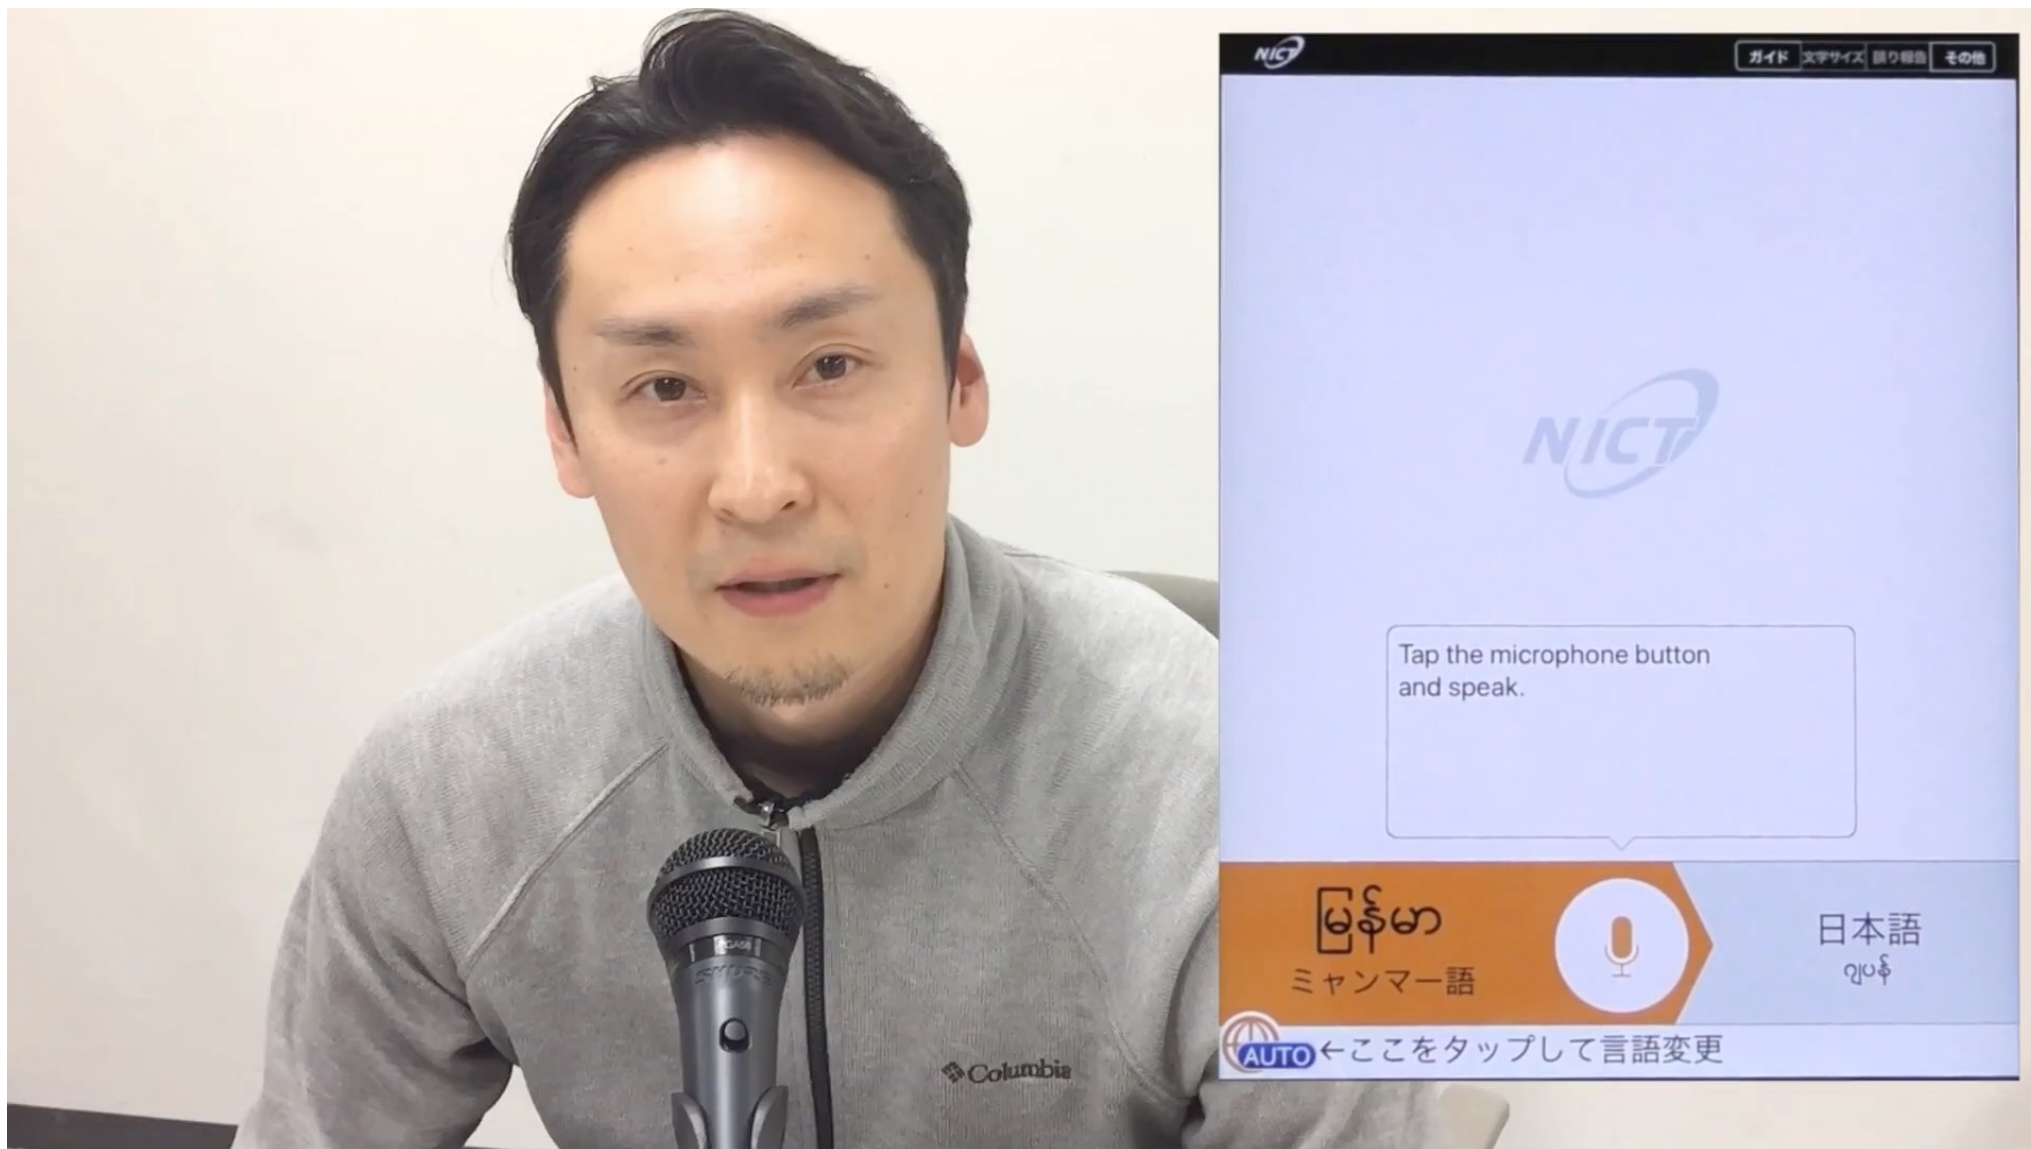 NICT
ガイド 文字サイズ 誤り報告 その他
NICT
Tap the microphone button
and speak.
မြန်မာ
ミャンマー語
日本語
ဂျပန်
AUTO ←ここをタップして言語変更
PGA58
SHURE
Columbia